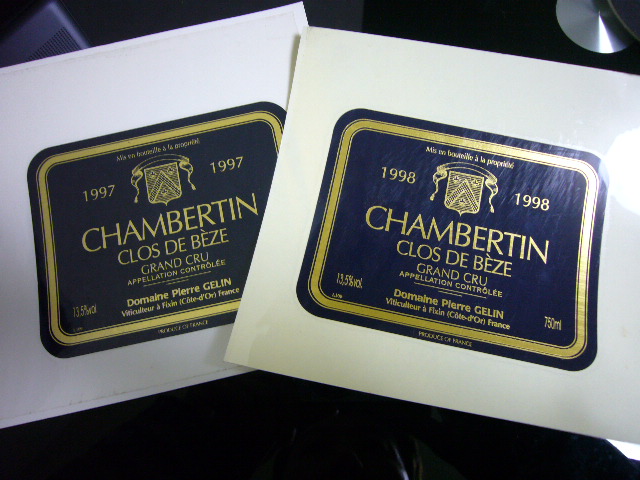 Mis en bouteille à la propriété
1997 1997
CHAMBERTIN
CLOS DE BÈZE
GRAND CRU
APPELLATION CONTRÔLÉE
13,5%vol
Domaine Pierre GELIN
Viticulteur à Fixin (Côte-d'Or) France
PRODUCE OF FRANCE
Mis en bouteille à la propriété
1998 1998
CHAMBERTIN
CLOS DE BÈZE
GRAND CRU
APPELLATION CONTRÔLÉE
13,5%vol
Domaine Pierre GELIN
Viticulteur à Fixin (Côte-d'Or) France
750ml
PRODUCE OF FRANCE